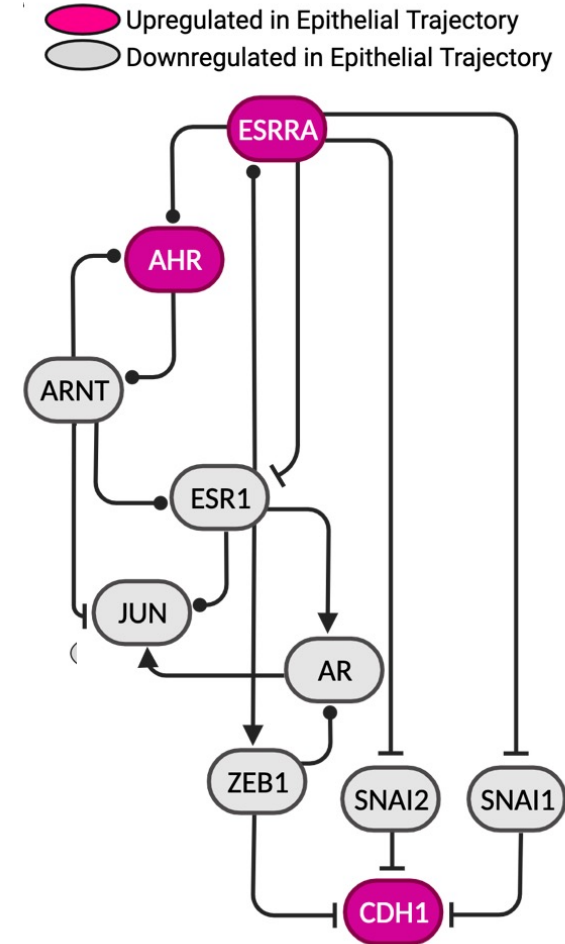 Upregulated in Epithelial Trajectory
Downregulated in Epithelial Trajectory
ESRRA
AHR
ARNT
ESR1
JUN
AR
ZEB1
SNAI2
SNAI1
CDH1